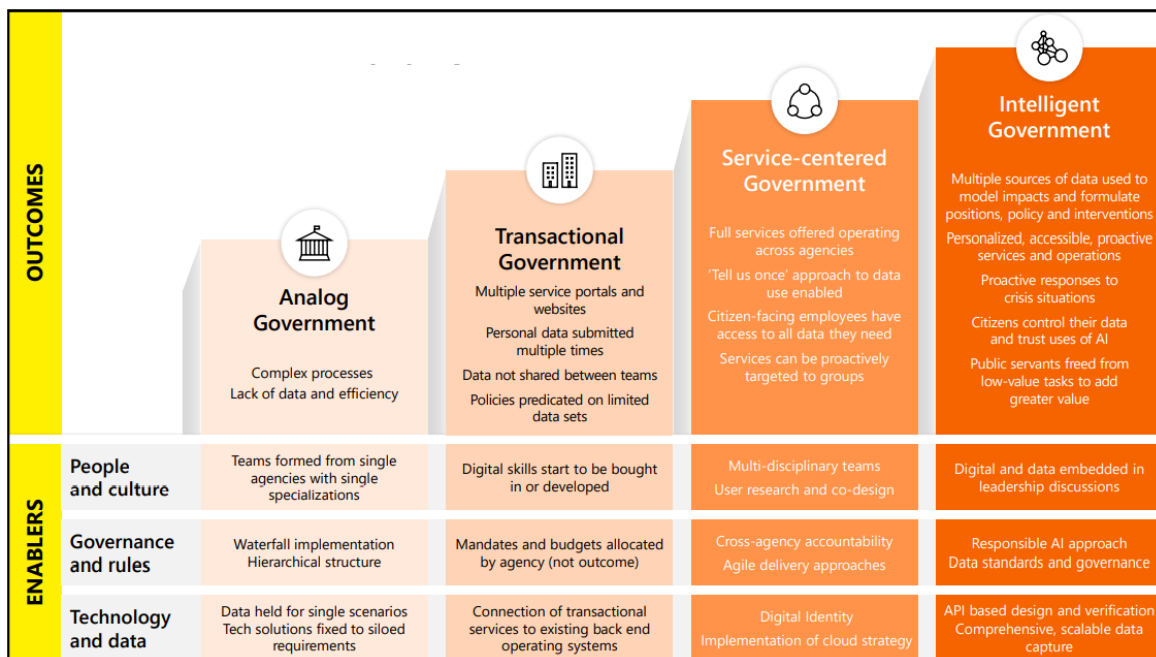 OUTCOMES
Analog
Government
Complex processes
Lack of data and efficiency
Transactional
Government
Multiple service portals and
websites
Personal data submitted
multiple times
Data not shared between teams
Policies predicated on limited
data sets
Service-centered
Government
Full services offered operating
across agencies
'Tell us once' approach to data
use enabled
Citizen-facing employees have
access to all data they need
Services can be proactively
targeted to groups
Intelligent
Government
Multiple sources of data used to
model impacts and formulate
positions, policy and interventions
Personalized, accessible, proactive
services and operations
Proactive responses to
crisis situations
Citizens control their data
and trust uses of AI
Public servants freed from
low-value tasks to add
greater value
ENABLERS
People
and culture
Teams formed from single
agencies with single
specializations
Digital skills start to be bought
in or developed
Multi-disciplinary teams
User research and co-design
Digital and data embedded in
leadership discussions
Governance
and rules
Waterfall implementation
Hierarchical structure
Mandates and budgets allocated
by agency (not outcome)
Cross-agency accountability
Agile delivery approaches
Responsible AI approach
Data standards and governance
Technology
and data
Data held for single scenarios
Tech solutions fixed to siloed
requirements
Connection of transactional
services to existing back end
operating systems
Digital Identity
Implementation of cloud strategy
API based design and verification
Comprehensive, scalable data
capture